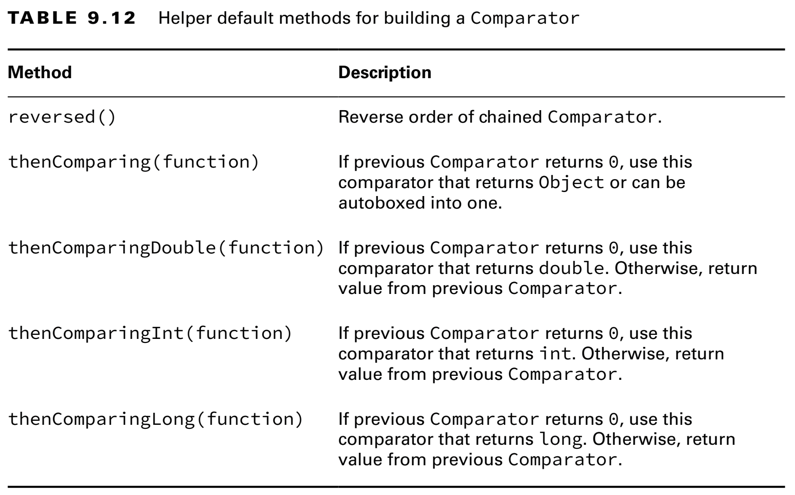 TABLE 9.12 Helper default methods for building a Comparator
Method Description
reversed() Reverse order of chained Comparator.
thenComparing(function) If previous Comparator returns 0, use this
comparator that returns Object or can be
autoboxed into one.
thenComparingDouble(function) If previous Comparator returns 0, use this
comparator that returns double. Otherwise, return
value from previous Comparator.
thenComparingInt(function) If previous Comparator returns 0, use this
comparator that returns int. Otherwise, return
value from previous Comparator.
thenComparingLong(function) If previous Comparator returns 0, use this
comparator that returns long. Otherwise, return
value from previous Comparator.